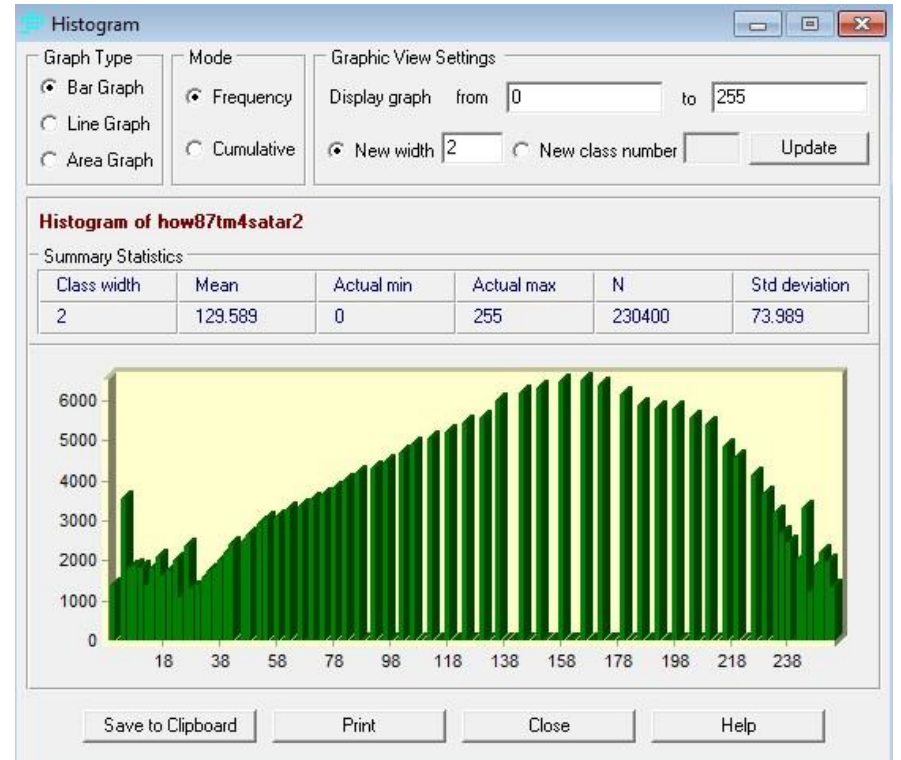 Histogram
Graph Type
Bar Graph
Line Graph
Area Graph
Mode
Frequency
Cumulative
Graphic View Settings
Display graph from 0 to 255
New width 2 New class number Update
Histogram of how87tm4satar2
Summary Statistics
Class width Mean Actual min Actual max N Std deviation
2 129.589 0 255 230400 73.989
6000
5000
4000
3000
2000
1000
0
18 38 58 78 98 118 138 158 178 198 218 238
Save to Clipboard Print Close Help